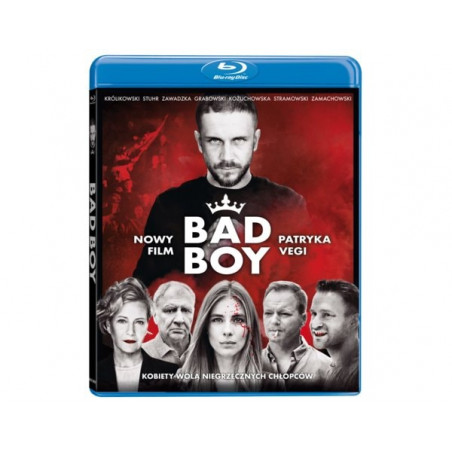 Blu-ray Disc
KRÓLIKOWSKI STUHR ZAWADZKA GRABOWSKI KOŻUCHOWSKA STRAMOWSKI ZAMACHOWSKI
BAD BOY
NOWY FILM
BAD BOY
PATRYKA VEGI
KOBIETY WOLĄ NIEGRZECZNYCH CHŁOPCÓW